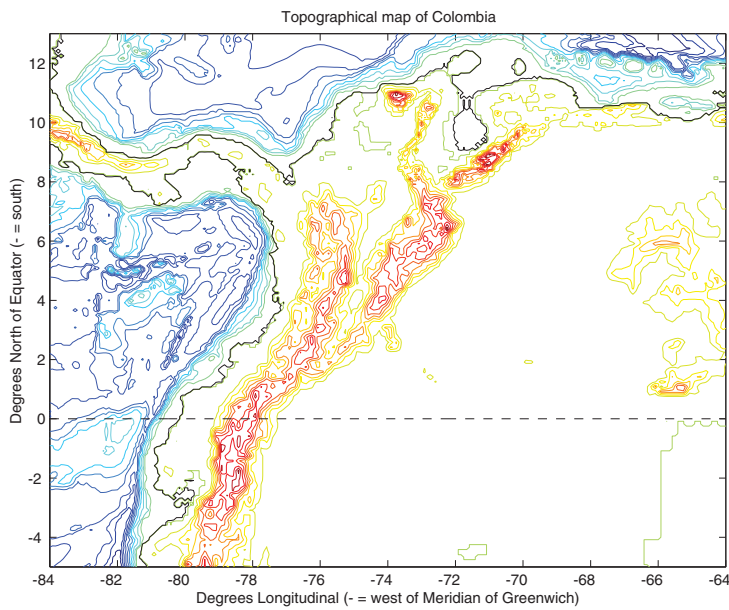 Topographical map of Colombia
12
10
8
6
4
2
0
-2
-4
Degrees North of Equator (- = south)
-84 -82 -80 -78 -76 -74 -72 -70 -68 -66 -64
Degrees Longitudinal (- = west of Meridian of Greenwich)